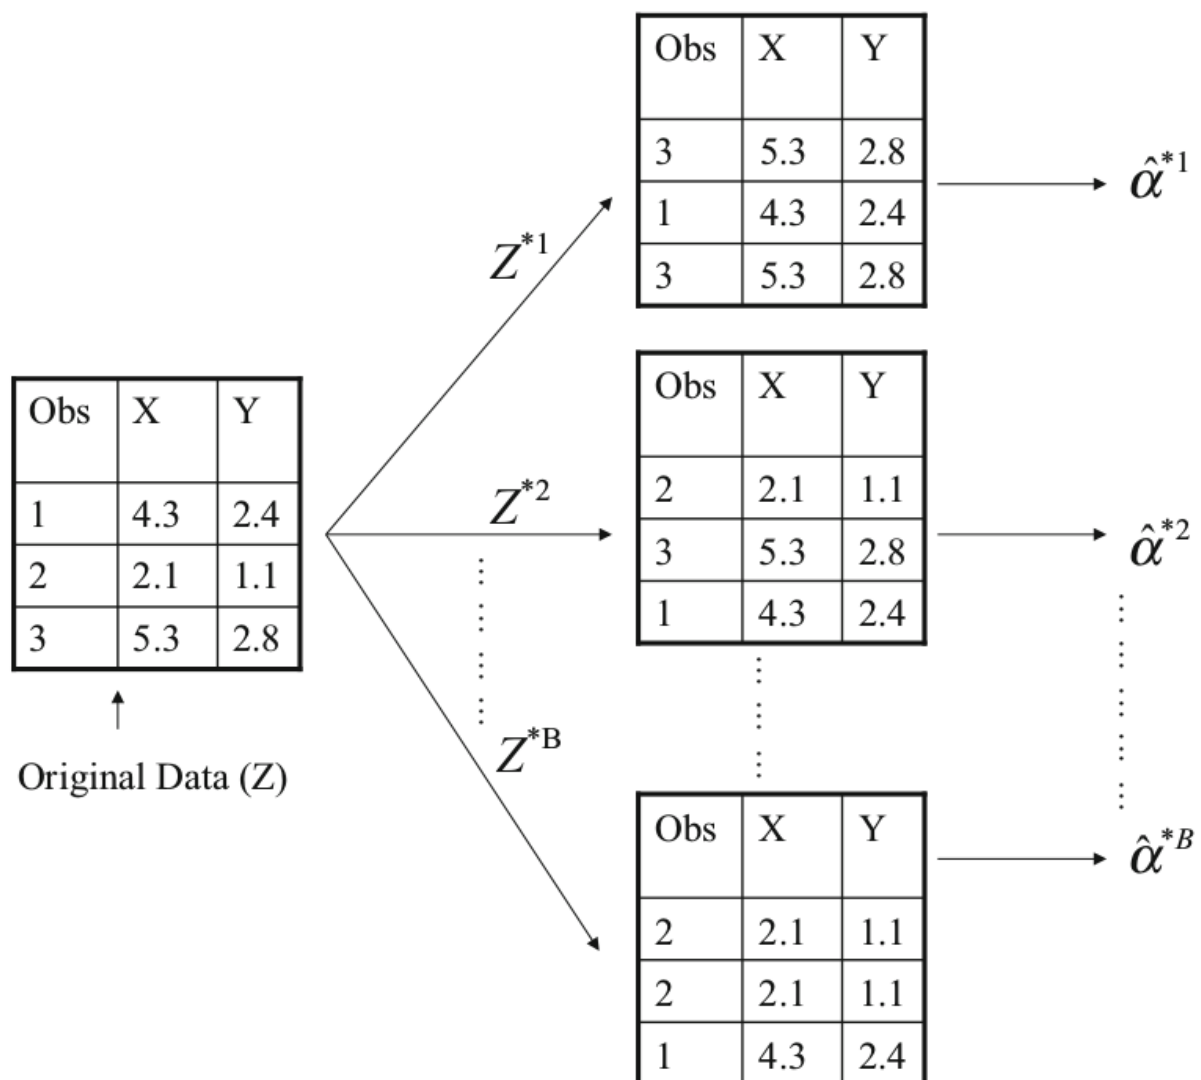 Obs X Y
3 5.3 2.8
1 4.3 2.4
3 5.3 2.8
Z*1
α̂*1
Obs X Y
1 4.3 2.4
2 2.1 1.1
3 5.3 2.8
Original Data (Z)
Z*2
Obs X Y
2 2.1 1.1
3 5.3 2.8
1 4.3 2.4
α̂*2
Z*B
Obs X Y
2 2.1 1.1
2 2.1 1.1
1 4.3 2.4
α̂*B